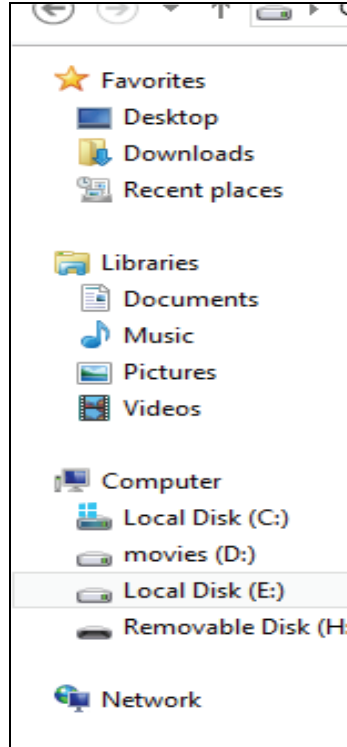 Favorites
Desktop
Downloads
Recent places
Libraries
Documents
Music
Pictures
Videos
Computer
Local Disk (C:)
movies (D:)
Local Disk (E:)
Removable Disk (H:
Network